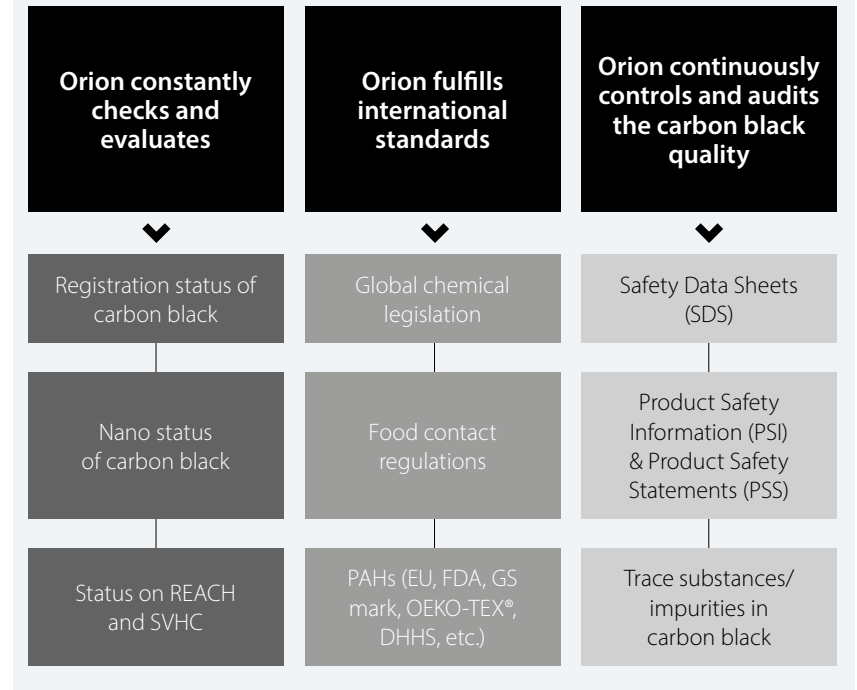 Orion constantly
checks and
evaluates
Registration status of
carbon black
Nano status
of carbon black
Status on REACH
and SVHC
Orion fulfills
international
standards
Global chemical
legislation
Food contact
regulations
PAHs (EU, FDA, GS
mark, OEKO-TEX®,
DHHS, etc.)
Orion continuously
controls and audits
the carbon black
quality
Safety Data Sheets
(SDS)
Product Safety
Information (PSI)
& Product Safety
Statements (PSS)
Trace substances/
impurities in
carbon black